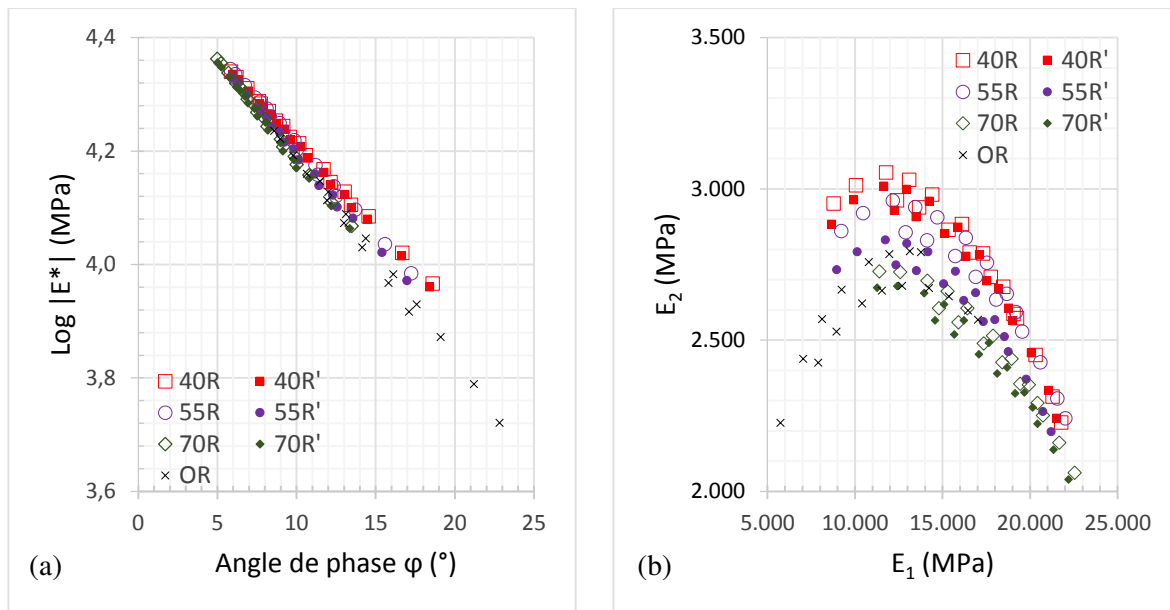 4,4
4,2
4,0
3,8
3,6
Log |E*| (MPa)
40R 40R'
55R 55R'
70R 70R'
OR
0 5 10 15 20 25
Angle de phase φ (°)
(a)
3.500
3.000
2.500
2.000
E2 (MPa)
40R 40R'
55R 55R'
70R 70R'
OR
5.000 10.000 15.000 20.000 25.000
E1 (MPa)
(b)